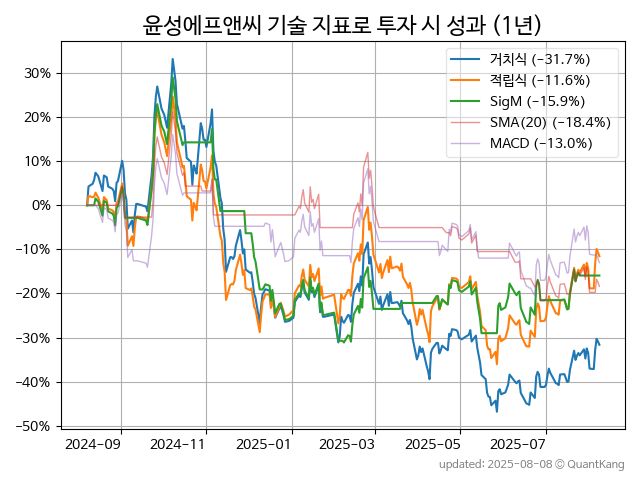 윤성에프앤씨 기술 지표로 투자 시 성과 (1년)
거치식 (−31.7%)
적립식 (−11.6%)
SigM (−15.9%)
SMA(20) (−18.4%)
MACD (−13.0%)
30%
20%
10%
0%
−10%
−20%
−30%
−40%
−50%
2024-09 2024-11 2025-01 2025-03 2025-05 2025-07
updated: 2025-08-08 © QuantKang